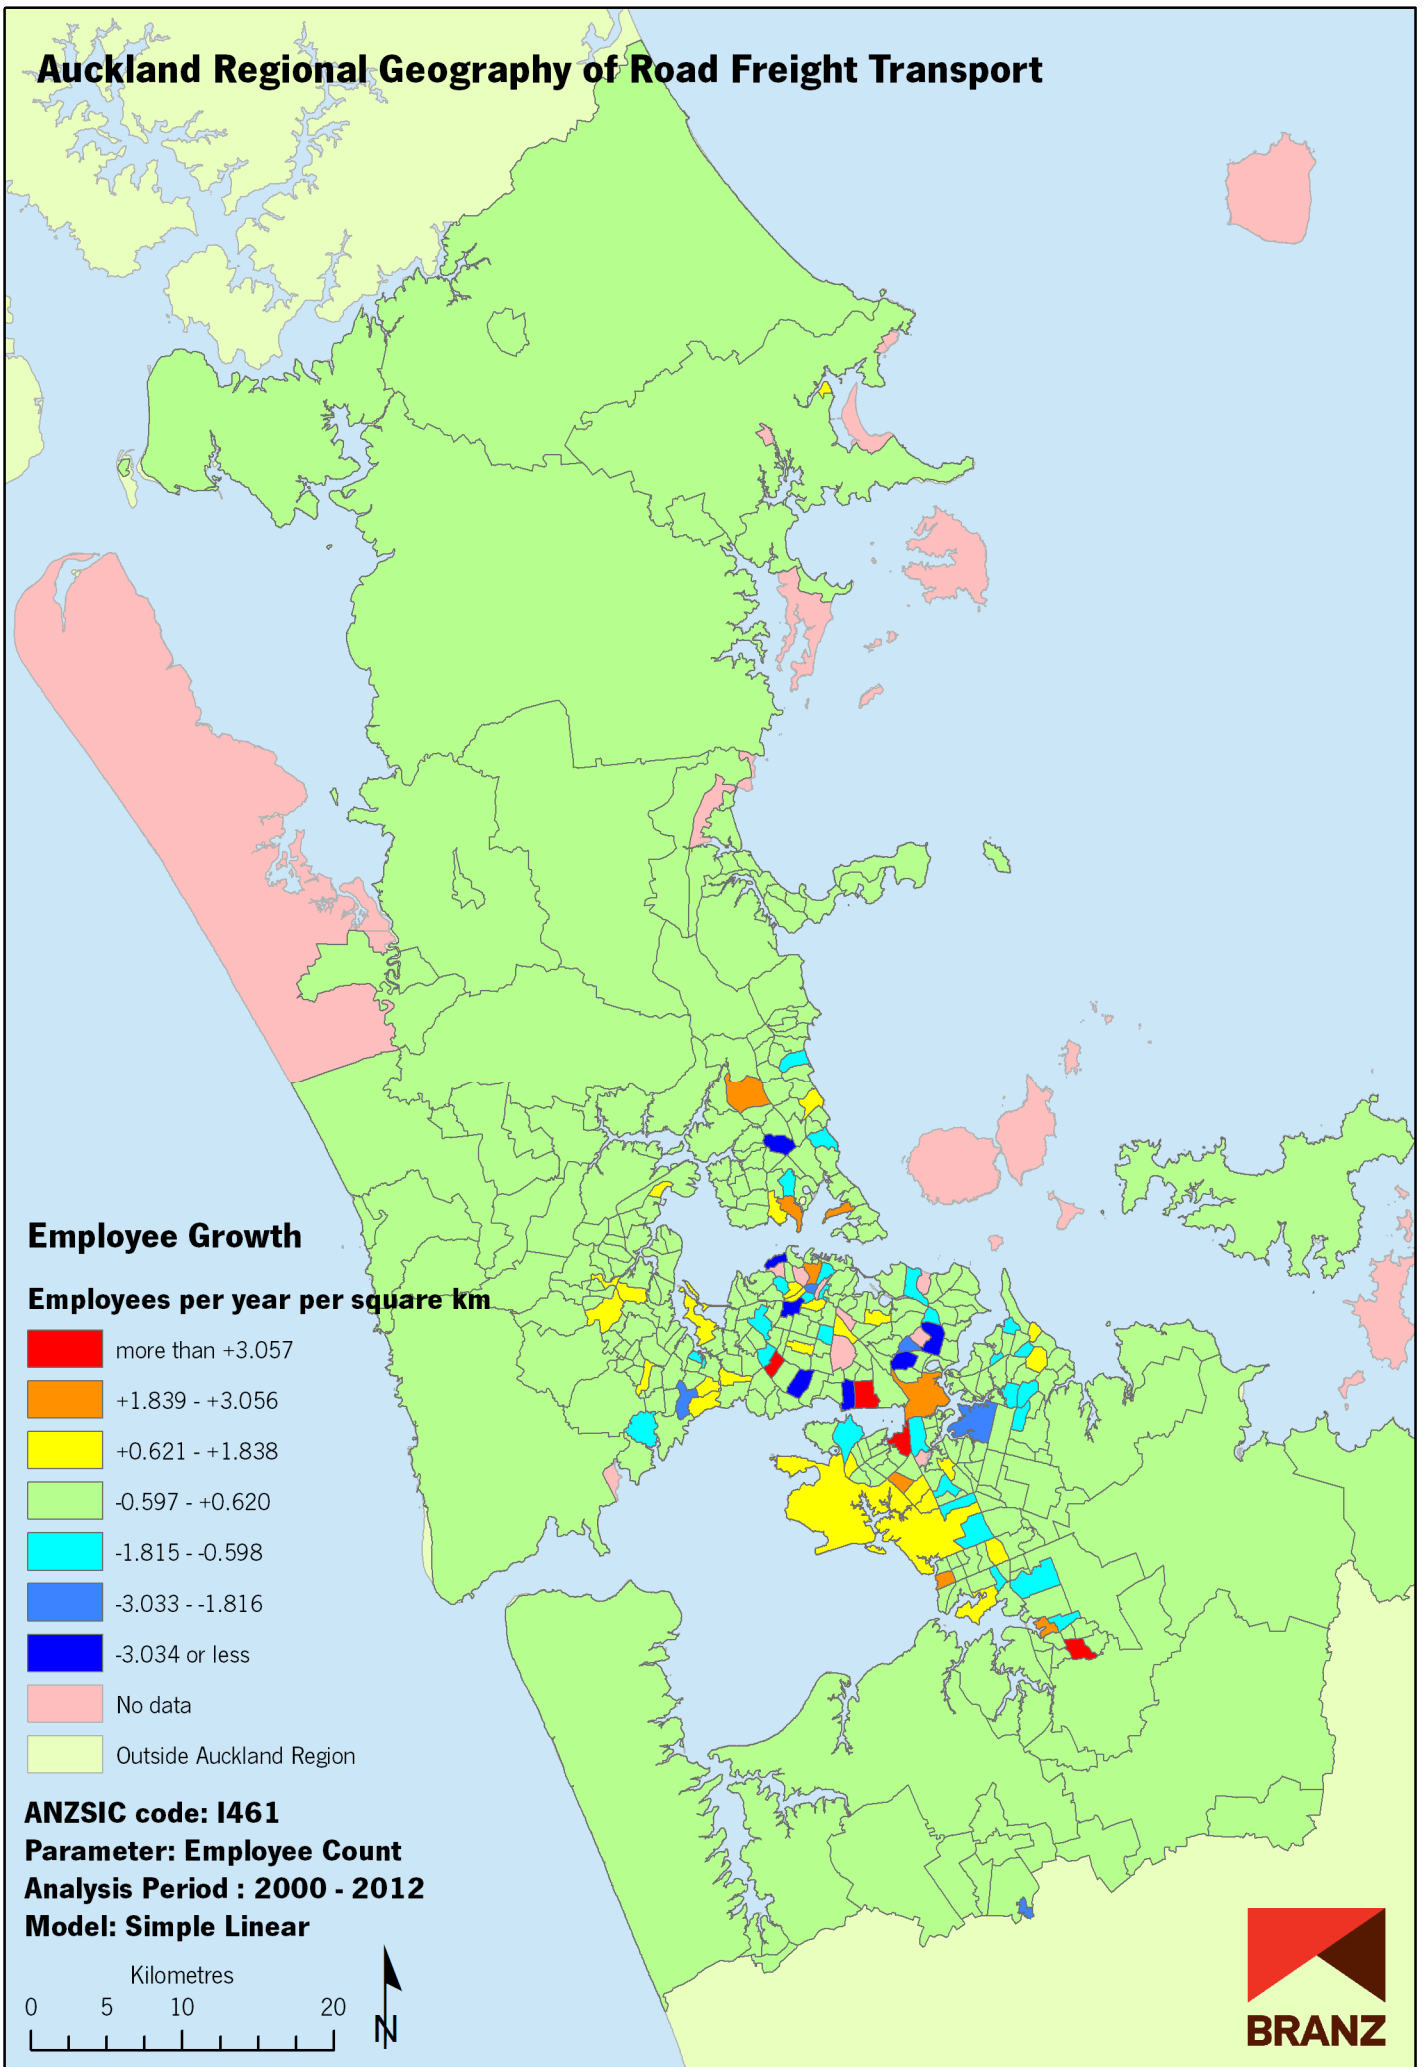 Auckland Regional Geography of Road Freight Transport
Employee Growth
Employees per year per square km
more than +3.057
+1.839 - +3.056
+0.621 - +1.838
-0.597 - +0.620
-1.815 - -0.598
-3.033 - -1.816
-3.034 or less
No data
Outside Auckland Region
ANZSIC code: I461
Parameter: Employee Count
Analysis Period : 2000 - 2012
Model: Simple Linear
Kilometres
0 5 10 20
N
BRANZ